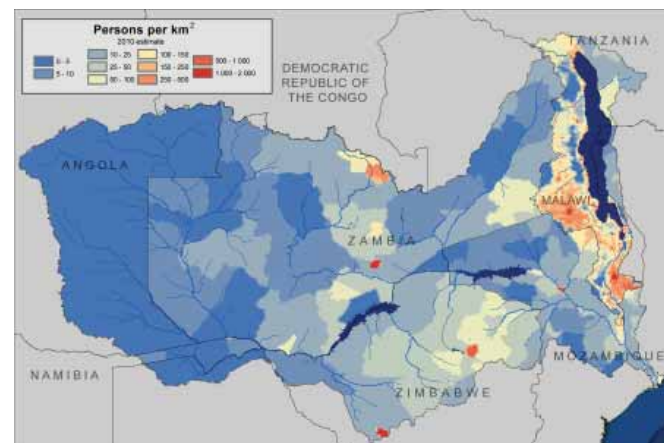 Persons per km²
2010 estimate
0 - 5
5 - 10
10 - 25
25 - 50
50 - 100
100 - 150
150 - 250
250 - 500
500 - 1 000
1 000 - 2 000
TANZANIA
DEMOCRATIC
REPUBLIC OF
THE CONGO
ANGOLA
MALAWI
ZAMBIA
MOZAMBIQUE
NAMIBIA
ZIMBABWE